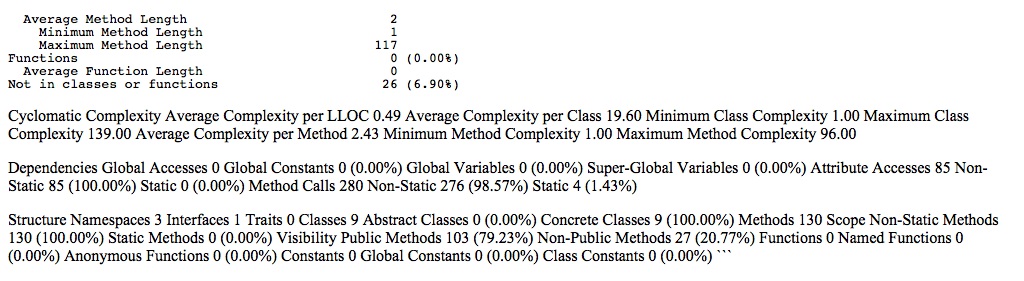 Average Method Length 2
Minimum Method Length 1
Maximum Method Length 117
Functions 0 (0.00%)
Average Function Length 0
Not in classes or functions 26 (6.90%)
Cyclomatic Complexity Average Complexity per LLOC 0.49 Average Complexity per Class 19.60 Minimum Class Complexity 1.00 Maximum Class
Complexity 139.00 Average Complexity per Method 2.43 Minimum Method Complexity 1.00 Maximum Method Complexity 96.00
Dependencies Global Accesses 0 Global Constants 0 (0.00%) Global Variables 0 (0.00%) Super-Global Variables 0 (0.00%) Attribute Accesses 85 Non-
Static 85 (100.00%) Static 0 (0.00%) Method Calls 280 Non-Static 276 (98.57%) Static 4 (1.43%)
Structure Namespaces 3 Interfaces 1 Traits 0 Classes 9 Abstract Classes 0 (0.00%) Concrete Classes 9 (100.00%) Methods 130 Scope Non-Static Methods
130 (100.00%) Static Methods 0 (0.00%) Visibility Public Methods 103 (79.23%) Non-Public Methods 27 (20.77%) Functions 0 Named Functions 0
(0.00%) Anonymous Functions 0 (0.00%) Constants 0 Global Constants 0 (0.00%) Class Constants 0 (0.00%) ```